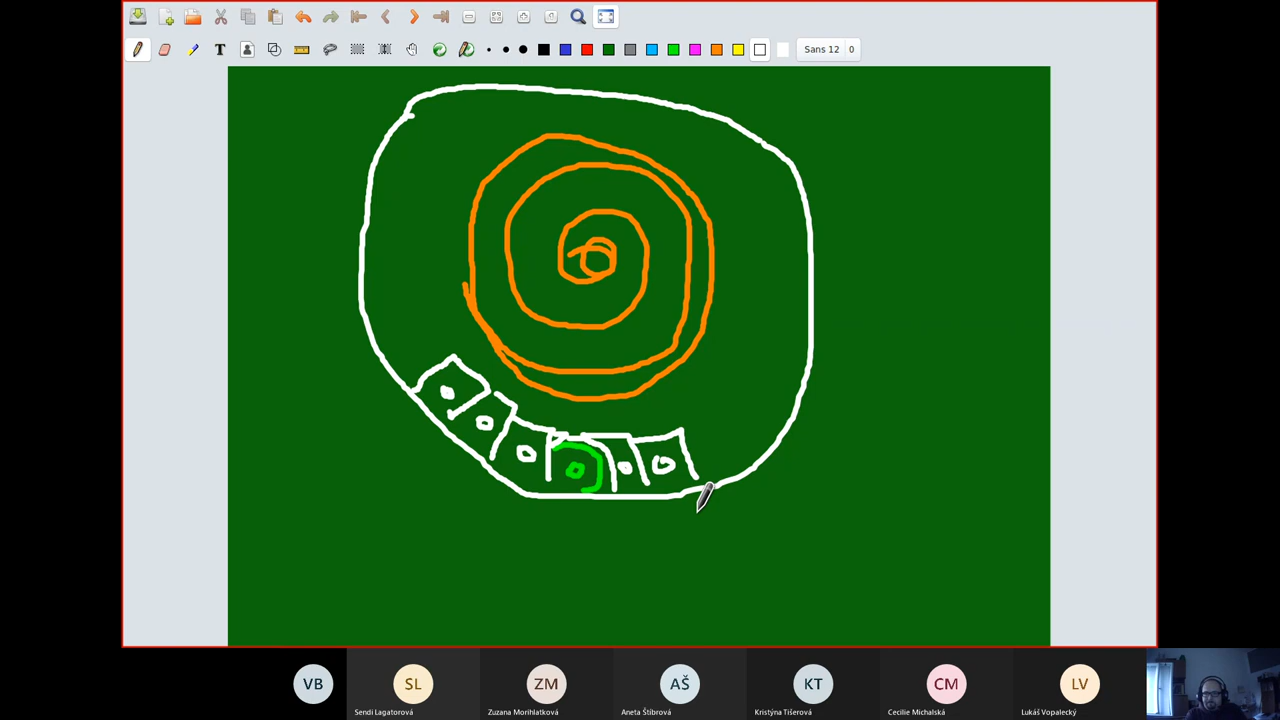 T
Sans 12 0
VB
SL
ZM
AŠ
KT
CM
LV
Sendi Lagatorová
Zuzana Morihlatková
Aneta Štibrová
Kristýna Tišerová
Cecilie Michalská
Lukáš Vopalecký